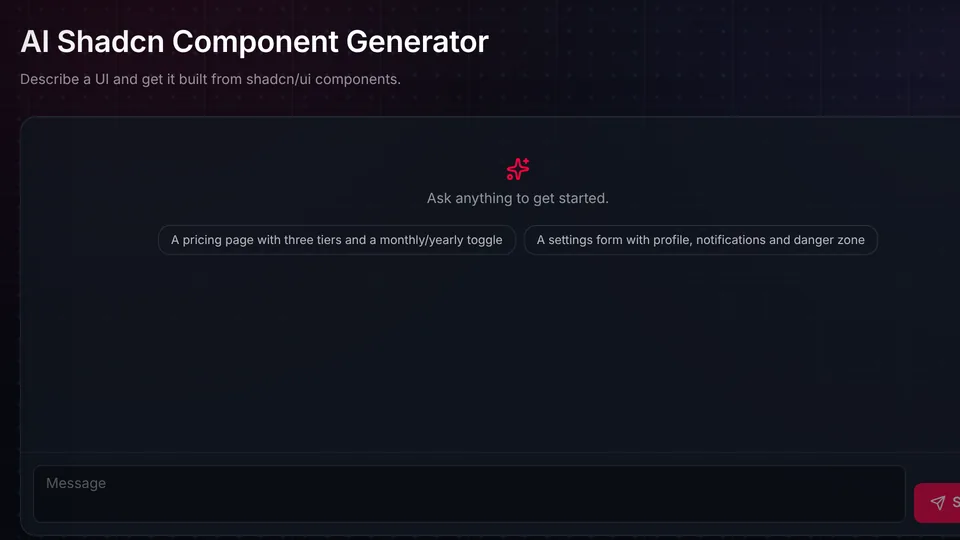 AI Shadcn Component Generator
Describe a UI and get it built from shadcn/ui components.
Ask anything to get started.
A pricing page with three tiers and a monthly/yearly toggle
A settings form with profile, notifications and danger zone
Message